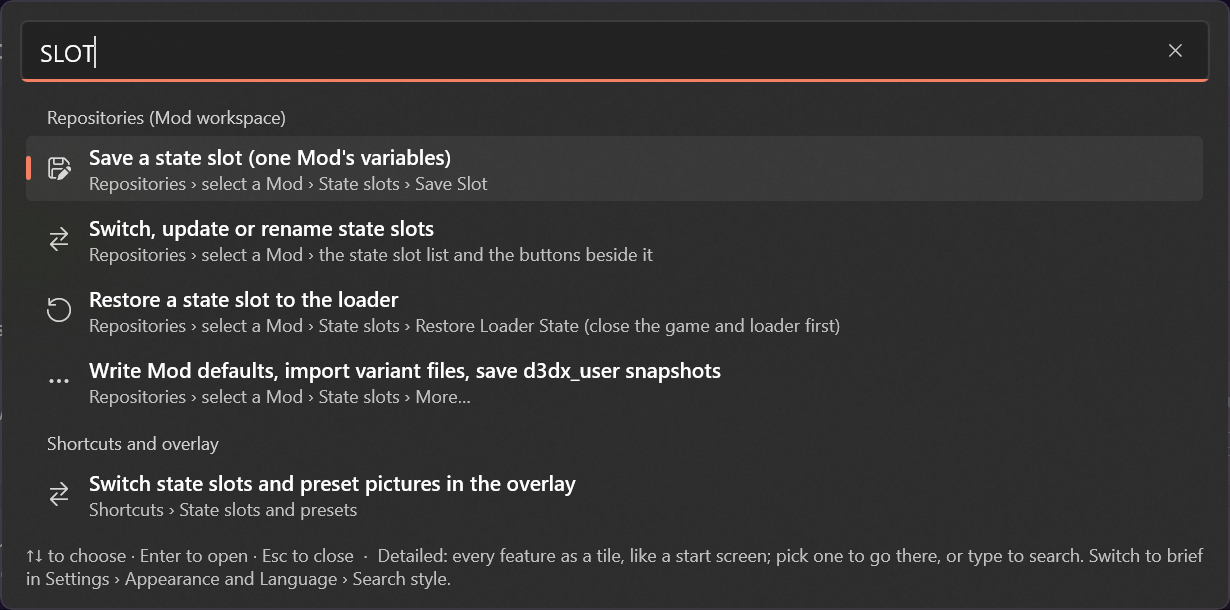 SLOT
Repositories (Mod workspace)
Save a state slot (one Mod's variables)
Repositories › select a Mod › State slots › Save Slot
Switch, update or rename state slots
Repositories › select a Mod › the state slot list and the buttons beside it
Restore a state slot to the loader
Repositories › select a Mod › State slots › Restore Loader State (close the game and loader first)
Write Mod defaults, import variant files, save d3dx_user snapshots
Repositories › select a Mod › State slots › More...
Shortcuts and overlay
Switch state slots and preset pictures in the overlay
Shortcuts › State slots and presets
↑↓ to choose · Enter to open · Esc to close · Detailed: every feature as a tile, like a start screen; pick one to go there, or type to search. Switch to brief
in Settings › Appearance and Language › Search style.